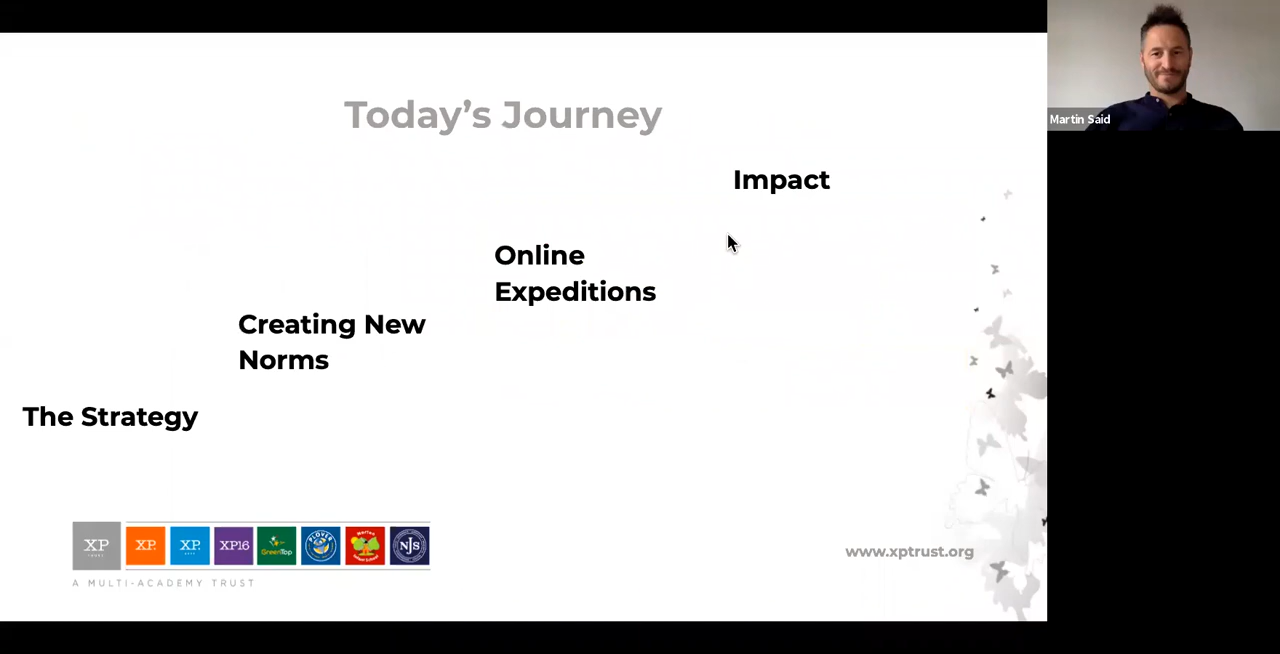 Today's Journey
Martin Said
Impact
Online
Expeditions
Creating New
Norms
The Strategy
XP
XP
XP
XP16
GreenTop
PLOVER
NJS
A MULTI-ACADEMY TRUST
www.xptrust.org